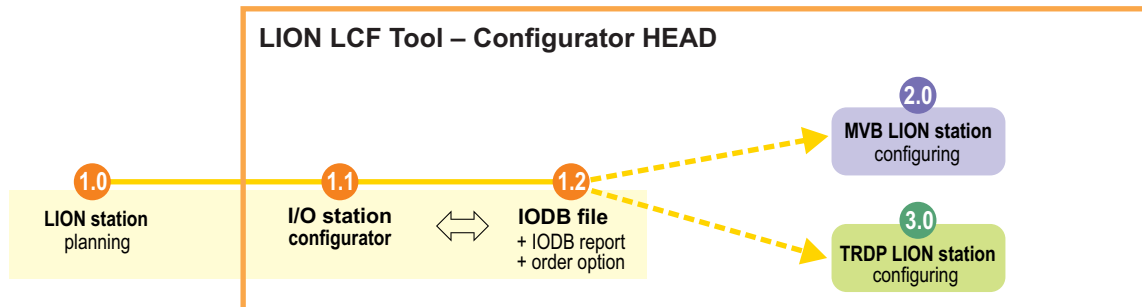 LION LCF Tool – Configurator HEAD
1.0
LION station
planning
1.1
I/O station
configurator
1.2
IODB file
+ IODB report
+ order option
2.0
MVB LION station
configuring
3.0
TRDP LION station
configuring